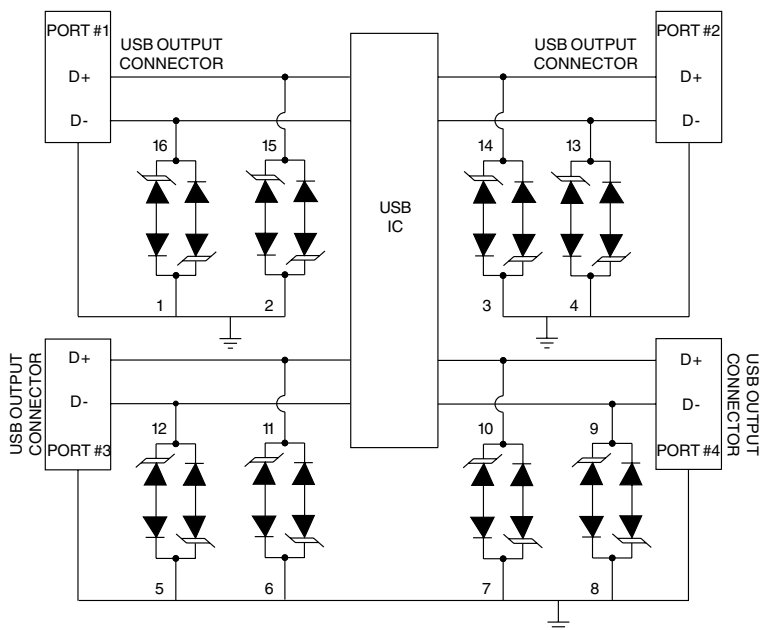 PORT #1
USB OUTPUT
CONNECTOR
D+
D-
16
15
1
2
USB
IC
USB OUTPUT
CONNECTOR
PORT #2
D+
D-
14
13
3
4
USB OUTPUT
CONNECTOR
D+
D-
PORT #3
12
11
5
6
10
9
7
8
D+
D-
PORT #4
USB OUTPUT
CONNECTOR